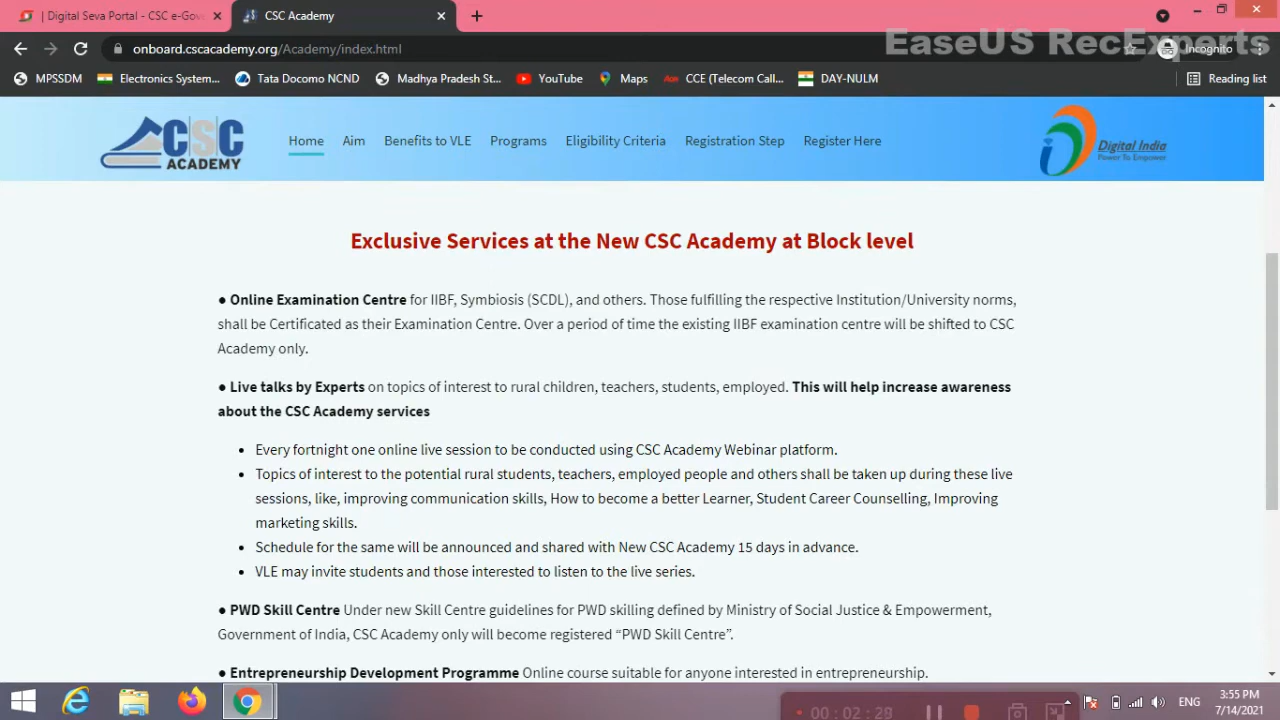 | Digital Seva Portal - CSC e-Gov
CSC Academy
onboard.cscacademy.org/Academy/index.html
EaseUS RecExperts
Incognito
MPSSDM
Electronics System...
Tata Docomo NCND
Madhya Pradesh St...
YouTube
Maps
CCE (Telecom Call...
DAY-NULM
Reading list
CSC
ACADEMY
Home
Aim
Benefits to VLE
Programs
Eligibility Criteria
Registration Step
Register Here
Digital India
Power To Empower
Exclusive Services at the New CSC Academy at Block level
● Online Examination Centre for IIBF, Symbiosis (SCDL), and others. Those fulfilling the respective Institution/University norms,
shall be Certificated as their Examination Centre. Over a period of time the existing IIBF examination centre will be shifted to CSC
Academy only.
● Live talks by Experts on topics of interest to rural children, teachers, students, employed. This will help increase awareness
about the CSC Academy services
• Every fortnight one online live session to be conducted using CSC Academy Webinar platform.
• Topics of interest to the potential rural students, teachers, employed people and others shall be taken up during these live
sessions, like, improving communication skills, How to become a better Learner, Student Career Counselling, Improving
marketing skills.
• Schedule for the same will be announced and shared with New CSC Academy 15 days in advance.
• VLE may invite students and those interested to listen to the live series.
● PWD Skill Centre Under new Skill Centre guidelines for PWD skilling defined by Ministry of Social Justice & Empowerment,
Government of India, CSC Academy only will become registered “PWD Skill Centre”.
● Entrepreneurship Development Programme Online course suitable for anyone interested in entrepreneurship.
00:02:29
ENG
3:55 PM
7/14/2021